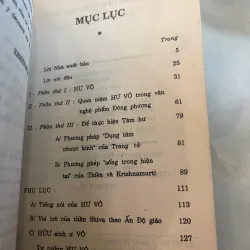 MỤC LỤC
Trang
Lời Nhà xuất bản 5
Lời nói đầu 25
I - Phần thứ I : HƯ VÔ 31
II - Phần thứ II : Quan niệm HƯ VÔ trong văn
nghệ phẩm Đông phương 61
III - Phần thứ III : Để thực hiện Tâm hư 79
A) Phương pháp "Dụng tâm
nhược kính" của Trang tử 81
B) Phương pháp "sống trong hiện
tại" của Thiền và Krishnamurti 89
PHỤ LỤC : 111
A) Tiếng nói của HƯ VÔ 113
B) Vai trò của thần Shiva theo Ấn Độ giáo 120
C) HỮU sinh ư VÔ 127